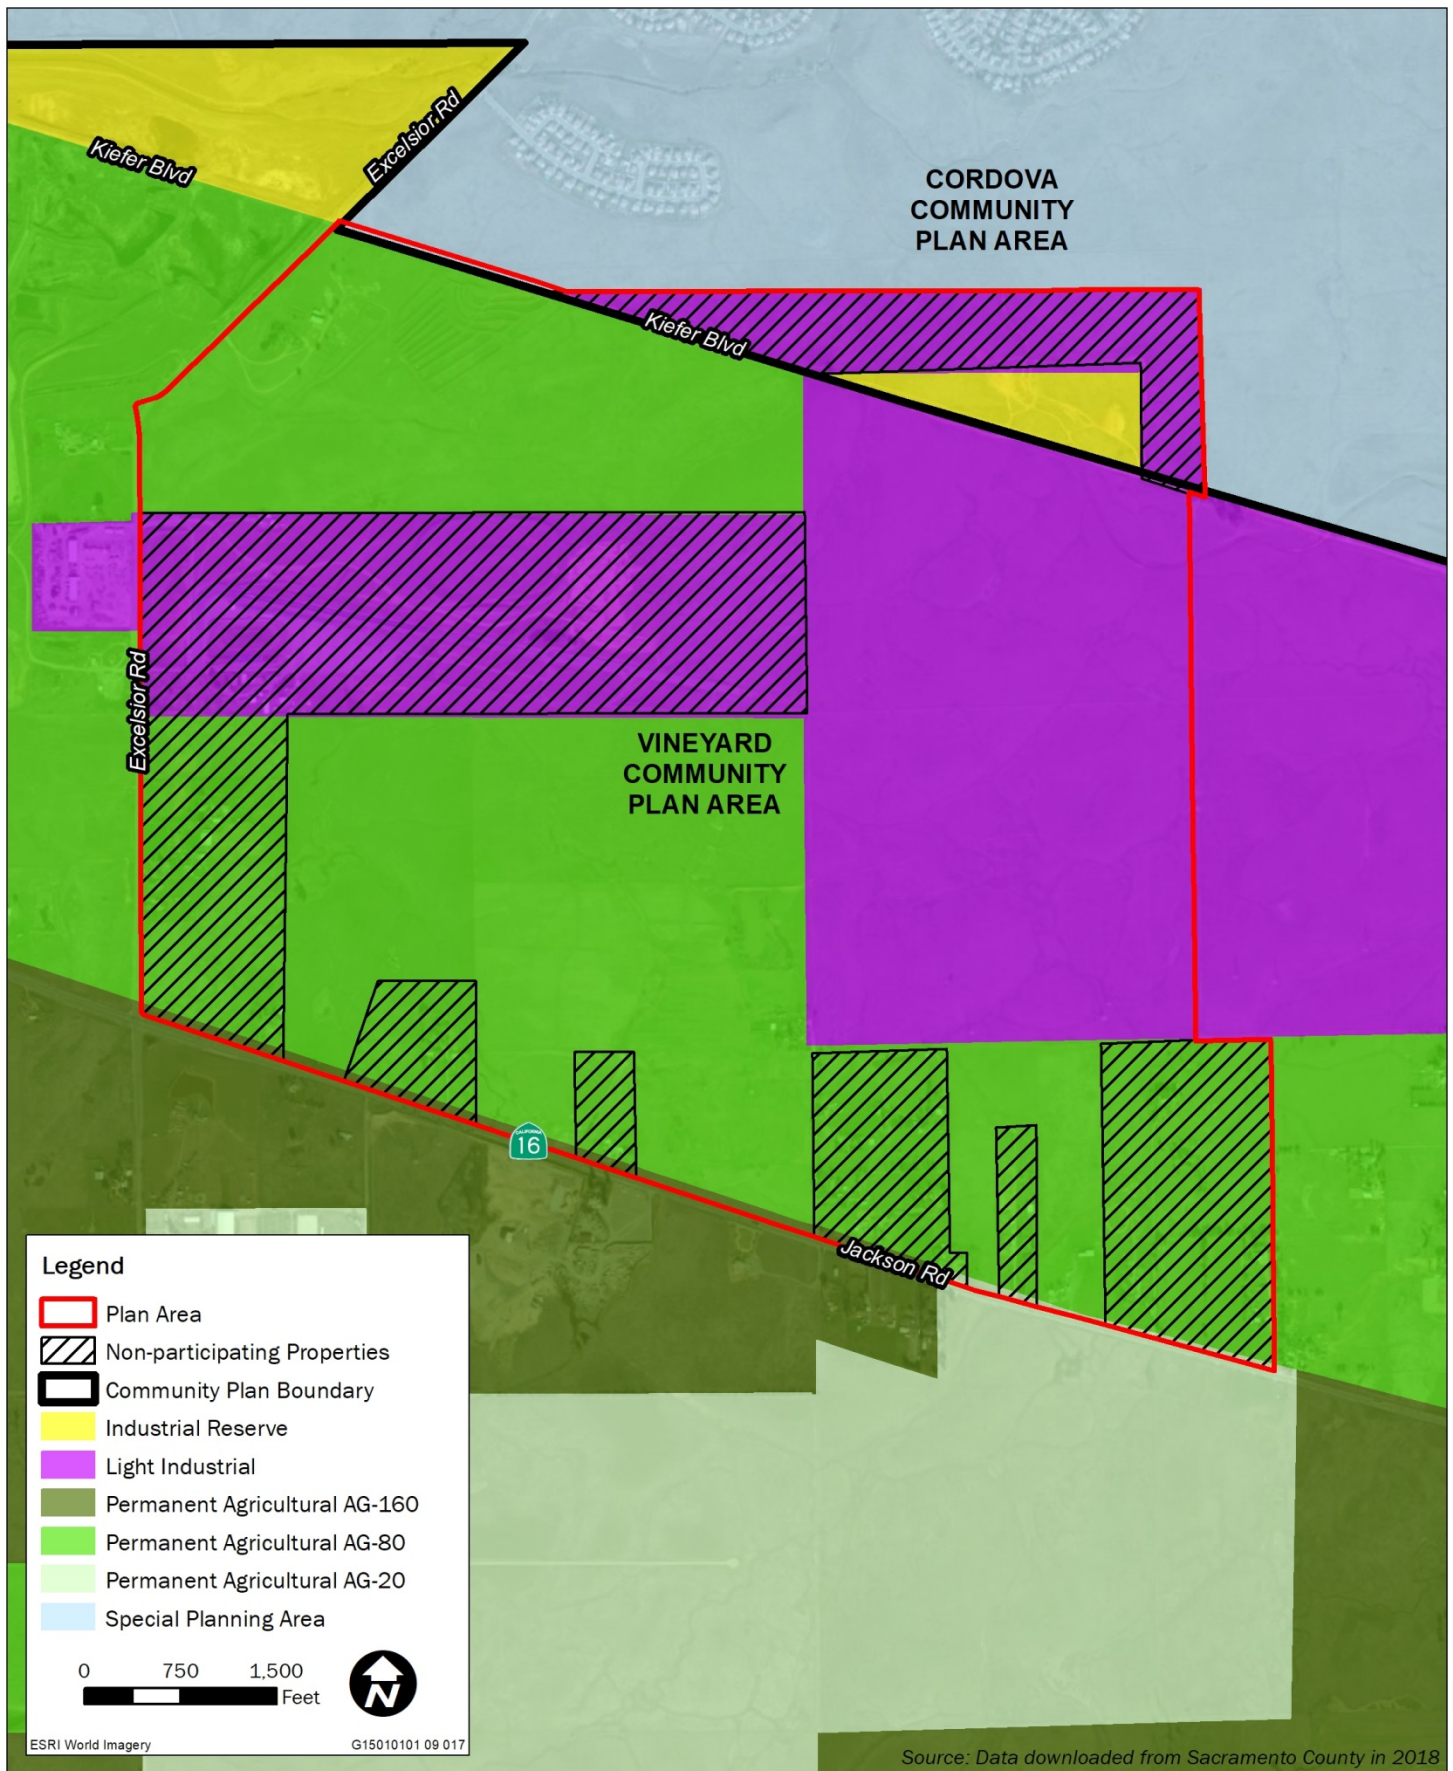 Excelsior Rd
Kiefer Blvd
CORDOVA
COMMUNITY
PLAN AREA
Kiefer Blvd
Excelsior Rd
VINEYARD
COMMUNITY
PLAN AREA
CALIFORNIA
16
Jackson Rd
Legend
Plan Area
Non-participating Properties
Community Plan Boundary
Industrial Reserve
Light Industrial
Permanent Agricultural AG-160
Permanent Agricultural AG-80
Permanent Agricultural AG-20
Special Planning Area
0 750 1,500
Feet
N
ESRI World Imagery G15010101 09 017
Source: Data downloaded from Sacramento County in 2018